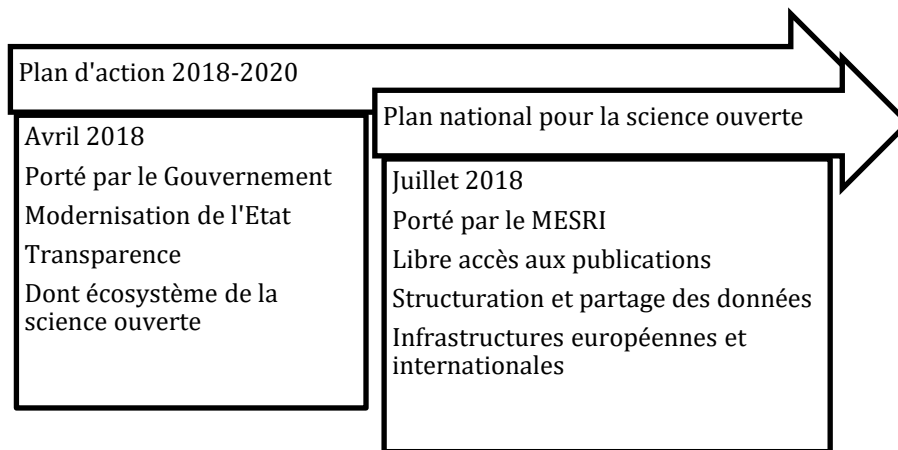 Plan d'action 2018-2020
Avril 2018
Porté par le Gouvernement
Modernisation de l'Etat
Transparence
Dont écosystème de la
science ouverte
Plan national pour la science ouverte
Juillet 2018
Porté par le MESRI
Libre accès aux publications
Structuration et partage des données
Infrastructures européennes et
internationales